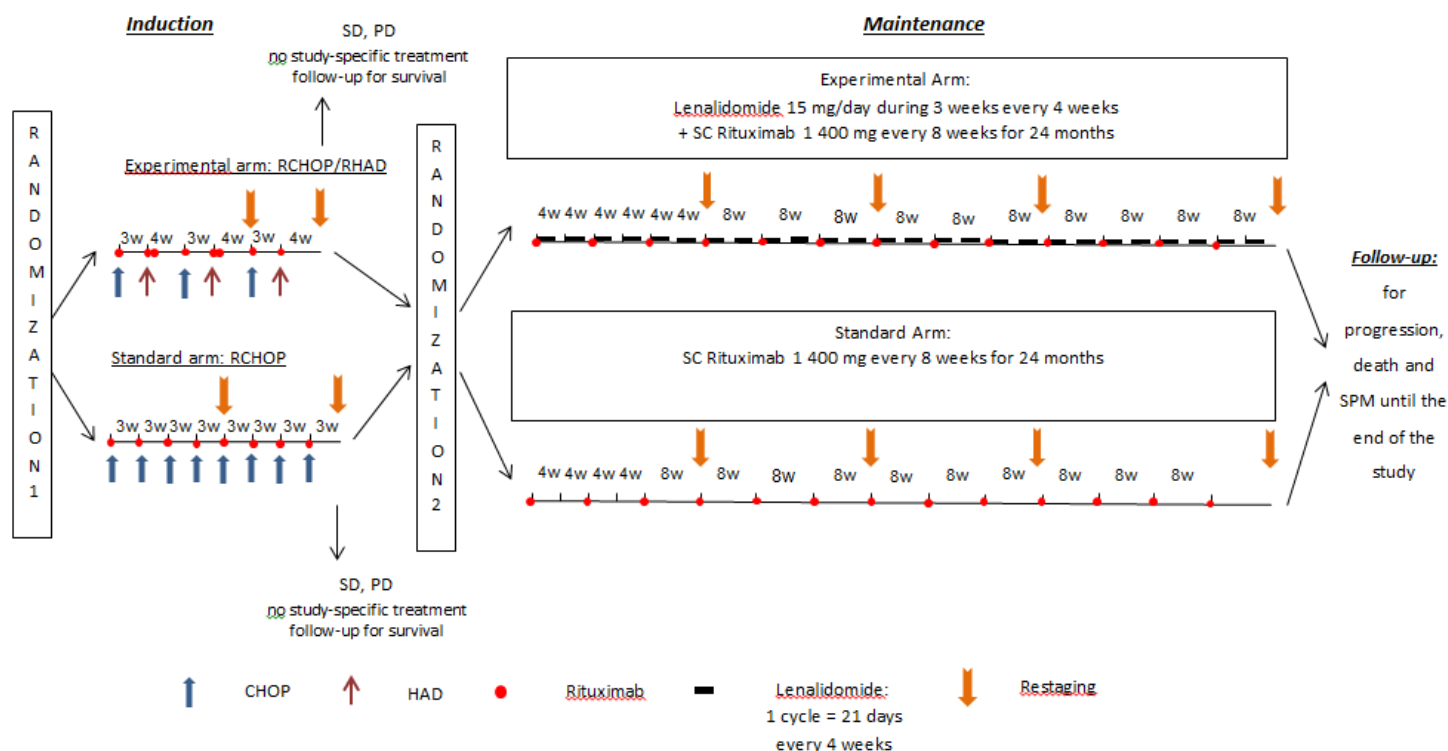 Induction
SD, PD
no study-specific treatment
follow-up for survival
Maintenance
R
A
N
D
O
M
I
Z
A
T
I
O
N
1
Experimental arm: RCHOP/RHAD
3w 4w 3w 4w 3w 4w
Standard arm: RCHOP
3w 3w 3w 3w 3w 3w 3w 3w
SD, PD
no study-specific treatment
follow-up for survival
R
A
N
D
O
M
I
Z
A
T
I
O
N
2
Experimental Arm:
Lenalidomide 15 mg/day during 3 weeks every 4 weeks
+ SC Rituximab 1 400 mg every 8 weeks for 24 months
4w 4w 4w 4w 4w 4w 8w 8w 8w 8w 8w 8w 8w 8w 8w 8w
Standard Arm:
SC Rituximab 1 400 mg every 8 weeks for 24 months
4w 4w 4w 4w 8w 8w 8w 8w 8w 8w 8w 8w 8w 8w
Follow-up:
for
progression,
death and
SPM until the
end of the
study
CHOP
HAD
Rituximab
Lenalidomide:
1 cycle = 21 days
every 4 weeks
Restaging